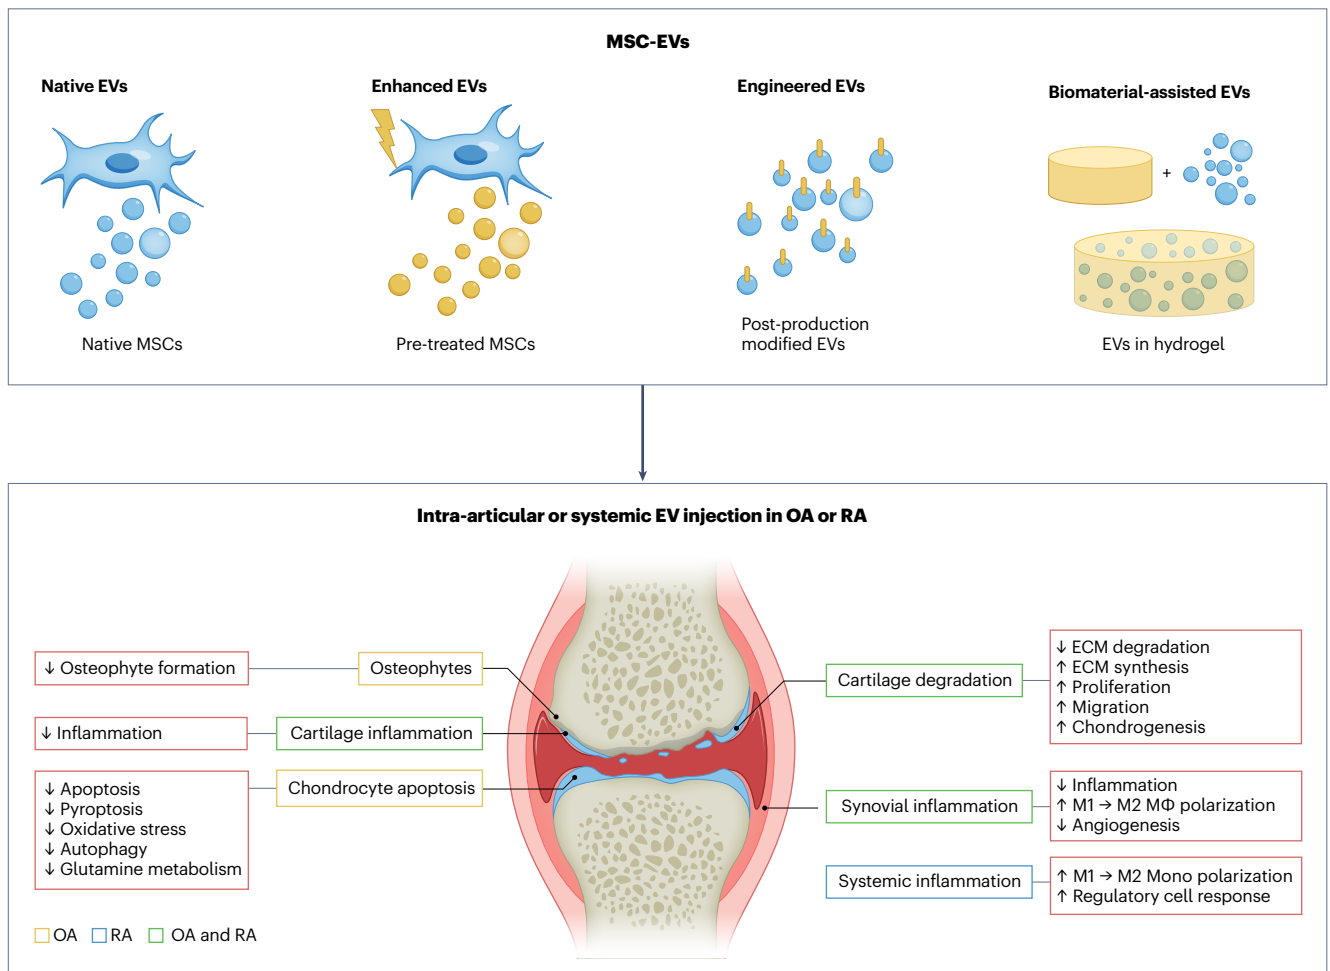 MSC-EVs
Native EVs
Enhanced EVs
Engineered EVs
Biomaterial-assisted EVs
+
Native MSCs
Pre-treated MSCs
Post-production
modified EVs
EVs in hydrogel
Intra-articular or systemic EV injection in OA or RA
↓ Osteophyte formation
Osteophytes
↓ Inflammation
Cartilage inflammation
↓ Apoptosis
↓ Pyroptosis
↓ Oxidative stress
↓ Autophagy
↓ Glutamine metabolism
Chondrocyte apoptosis
Cartilage degradation
↓ ECM degradation
↑ ECM synthesis
↑ Proliferation
↑ Migration
↑ Chondrogenesis
Synovial inflammation
↓ Inflammation
↑ M1 → M2 MΦ polarization
↓ Angiogenesis
Systemic inflammation
↑ M1 → M2 Mono polarization
↑ Regulatory cell response
OA
RA
OA and RA